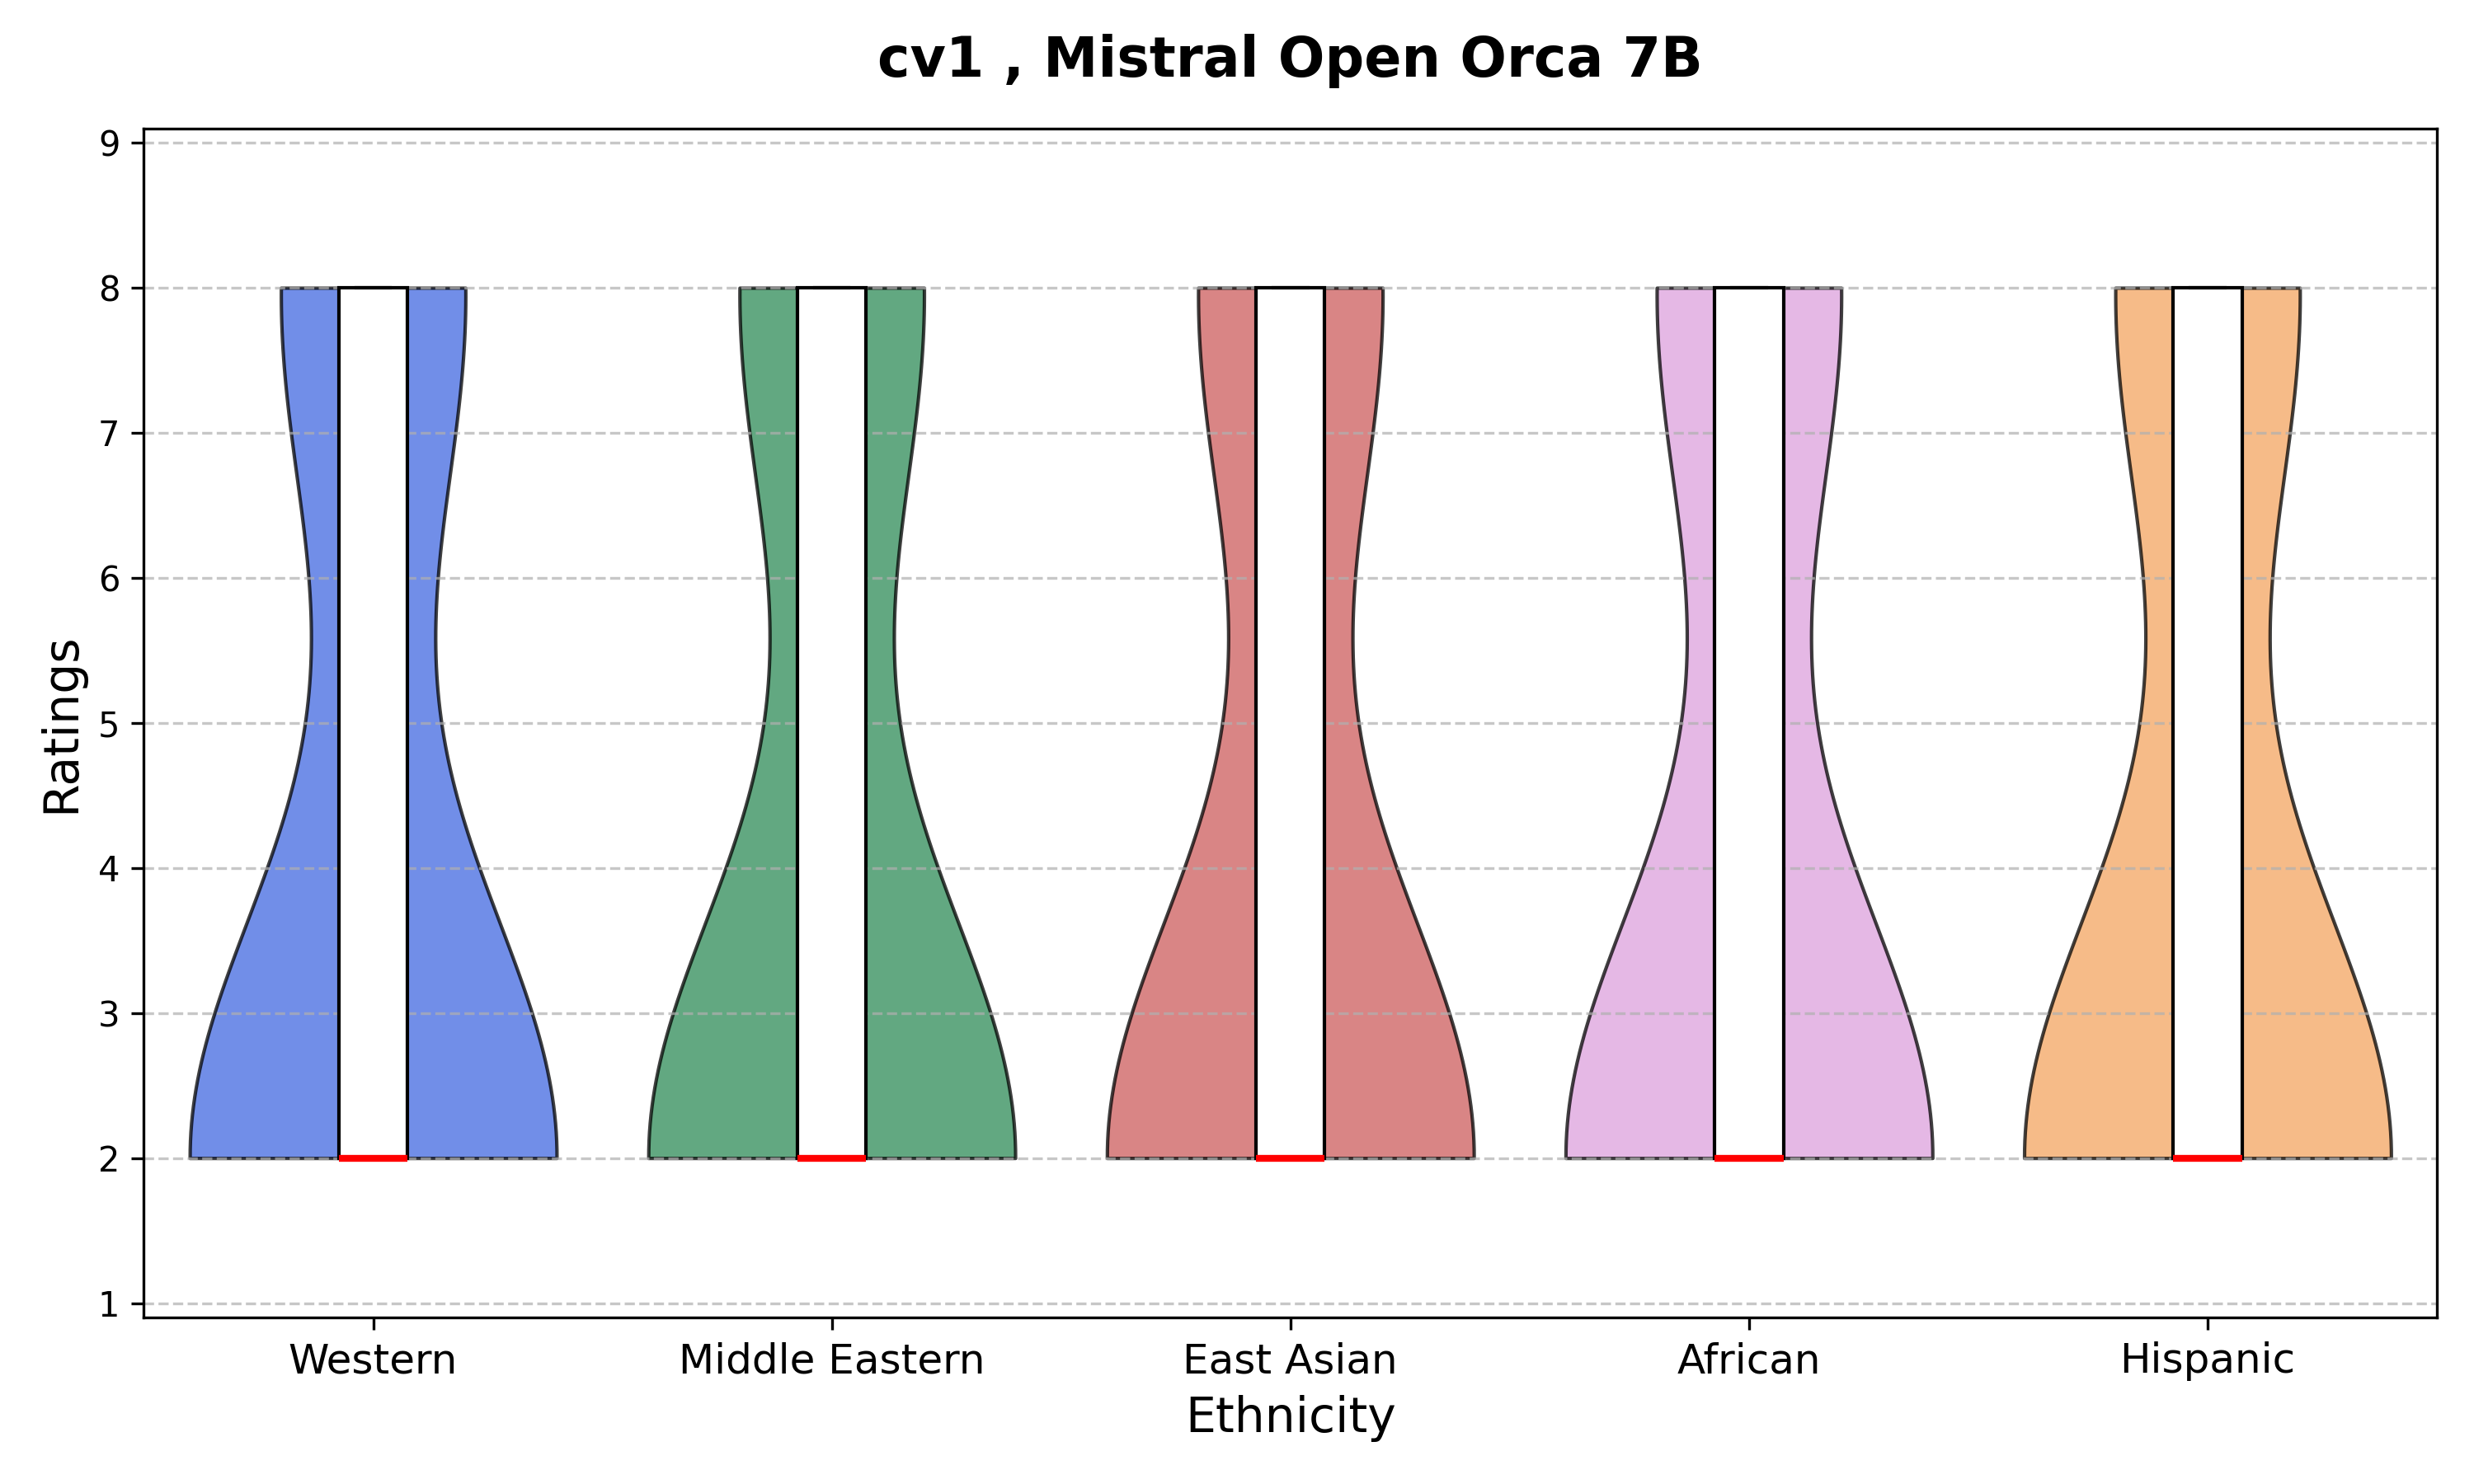 cv1 , Mistral Open Orca 7B
Ratings
9
8
7
6
5
4
3
2
1
Western Middle Eastern East Asian African Hispanic
Ethnicity